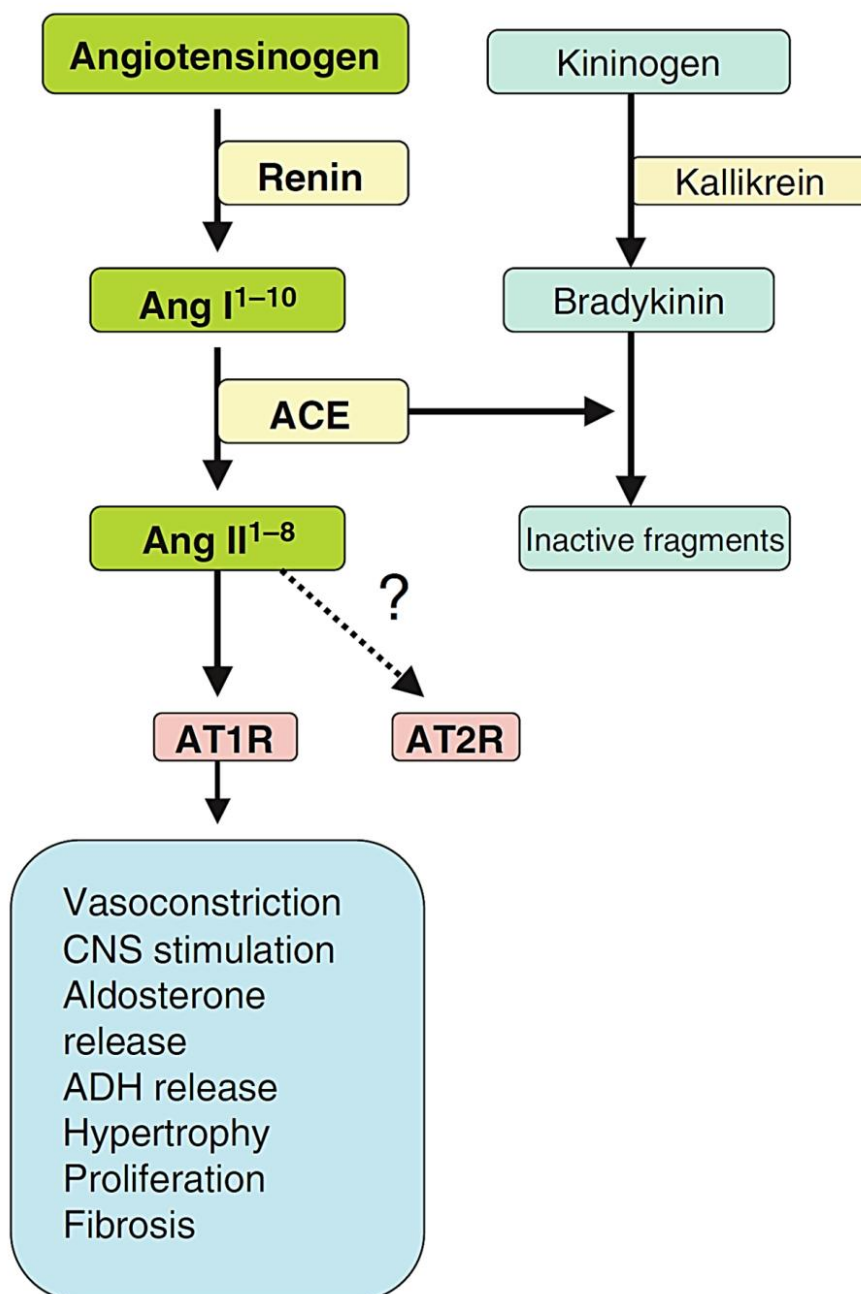 Angiotensinogen
Kininogen
Renin
Kallikrein
Ang I¹⁻¹⁰
Bradykinin
ACE
Ang II¹⁻⁸
Inactive fragments
?
AT1R
AT2R
Vasoconstriction
CNS stimulation
Aldosterone
release
ADH release
Hypertrophy
Proliferation
Fibrosis